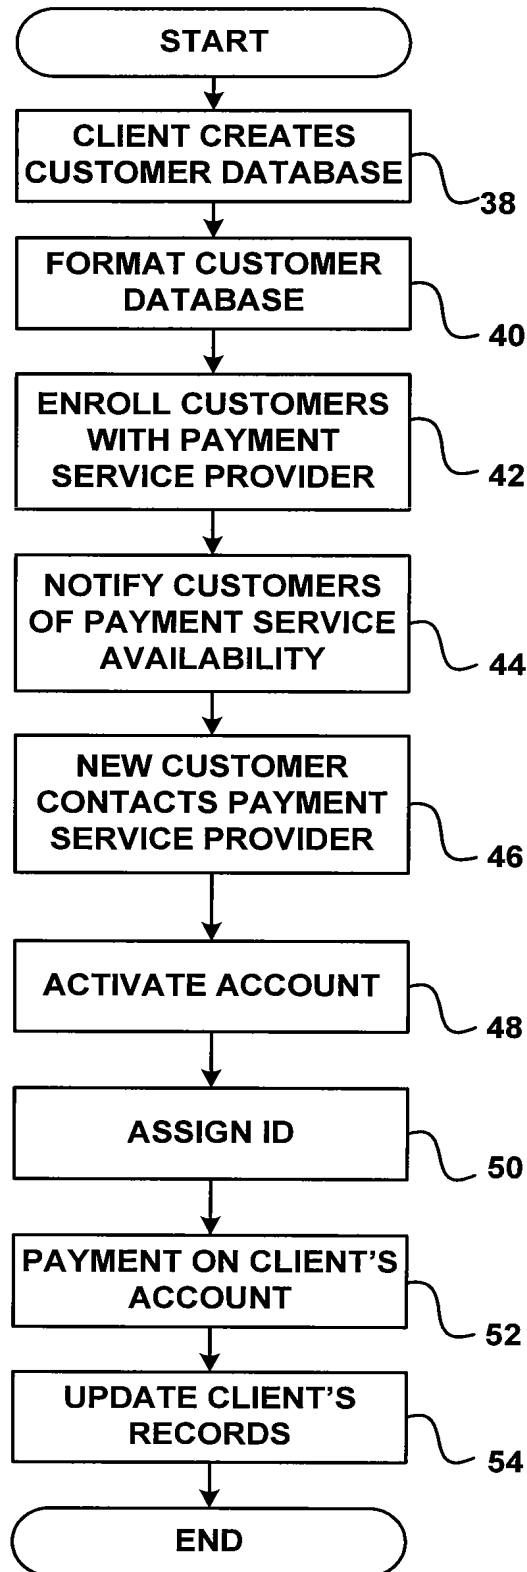 START
CLIENT CREATES
CUSTOMER DATABASE
38
FORMAT CUSTOMER
DATABASE
40
ENROLL CUSTOMERS
WITH PAYMENT
SERVICE PROVIDER
42
NOTIFY CUSTOMERS
OF PAYMENT SERVICE
AVAILABILITY
44
NEW CUSTOMER
CONTACTS PAYMENT
SERVICE PROVIDER
46
ACTIVATE ACCOUNT
48
ASSIGN ID
50
PAYMENT ON CLIENT'S
ACCOUNT
52
UPDATE CLIENT'S
RECORDS
54
END